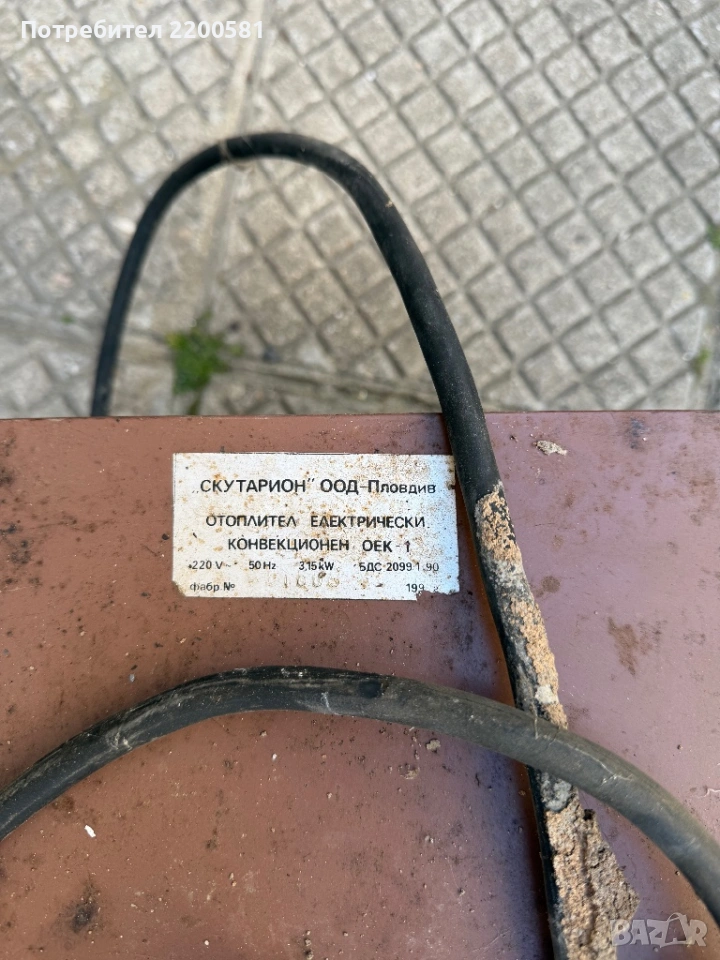 Потребител 2200581
„СКУТАРИОН" ООД-Пловдив
ОТОПЛИТЕЛ ЕЛЕКТРИЧЕСКИ
КОНВЕКЦИОНЕН ОЕК-1
220 V~ 50 Hz 3,15 kW БДС 2099 1.90
фабр.№ 199
BAZAR